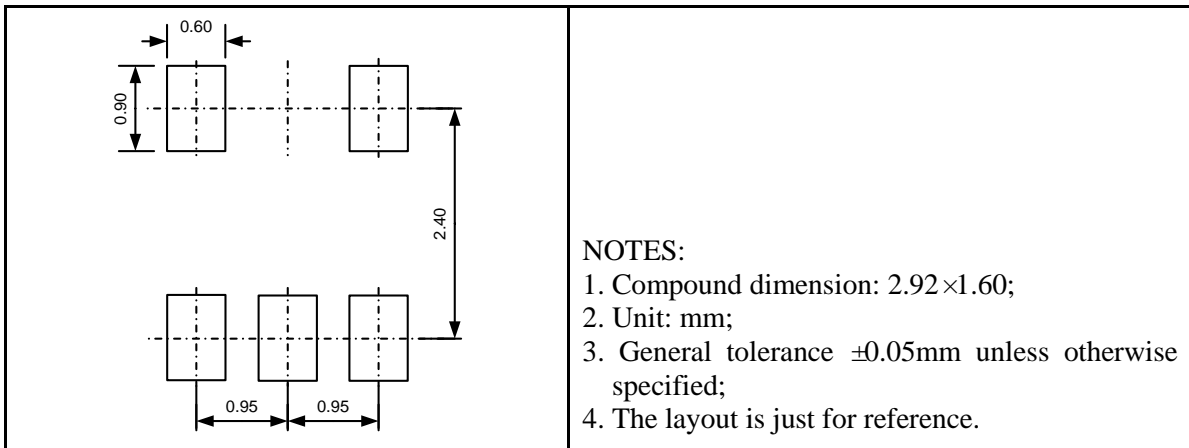 0.60
0.90
2.40
0.95 0.95
NOTES:
1. Compound dimension: 2.92×1.60;
2. Unit: mm;
3. General tolerance ±0.05mm unless otherwise
specified;
4. The layout is just for reference.